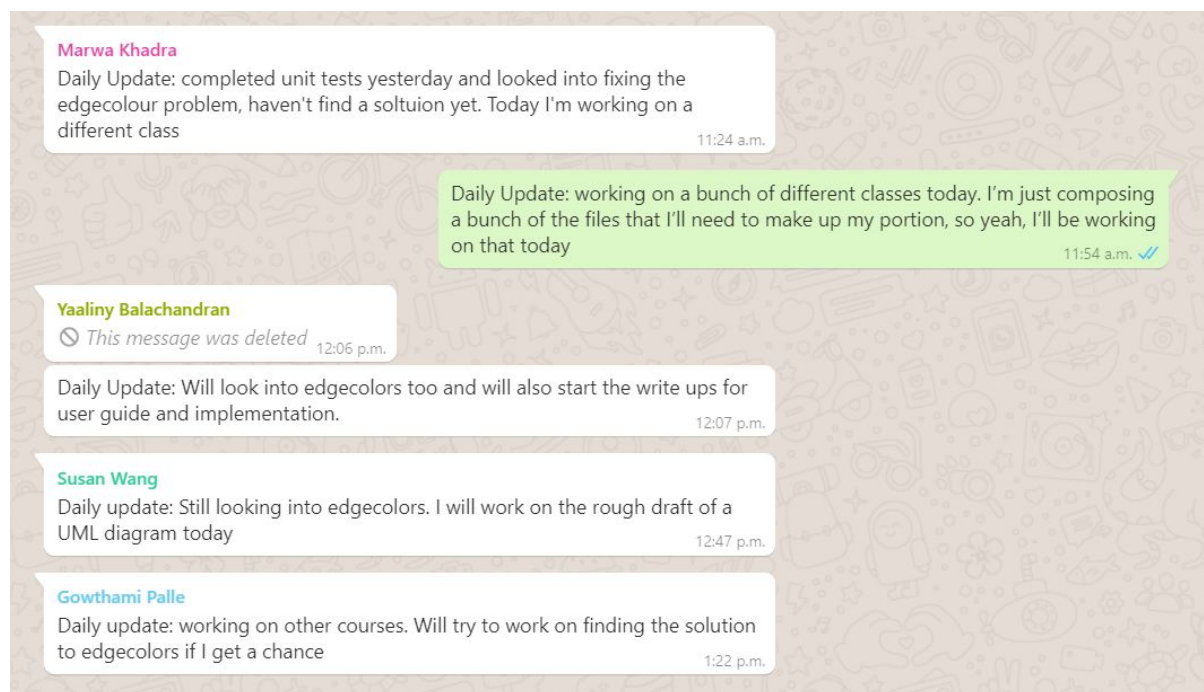 Marwa Khadra
Daily Update: completed unit tests yesterday and looked into fixing the
edgecolour problem, haven't find a soltuion yet. Today I'm working on a
different class
11:24 a.m.
Daily Update: working on a bunch of different classes today. I’m just composing
a bunch of the files that I’ll need to make up my portion, so yeah, I’ll be working
on that today
11:54 a.m.
Yaaliny Balachandran
This message was deleted
12:06 p.m.
Daily Update: Will look into edgecolors too and will also start the write ups for
user guide and implementation.
12:07 p.m.
Susan Wang
Daily update: Still looking into edgecolors. I will work on the rough draft of a
UML diagram today
12:47 p.m.
Gowthami Palle
Daily update: working on other courses. Will try to work on finding the solution
to edgecolors if I get a chance
1:22 p.m.